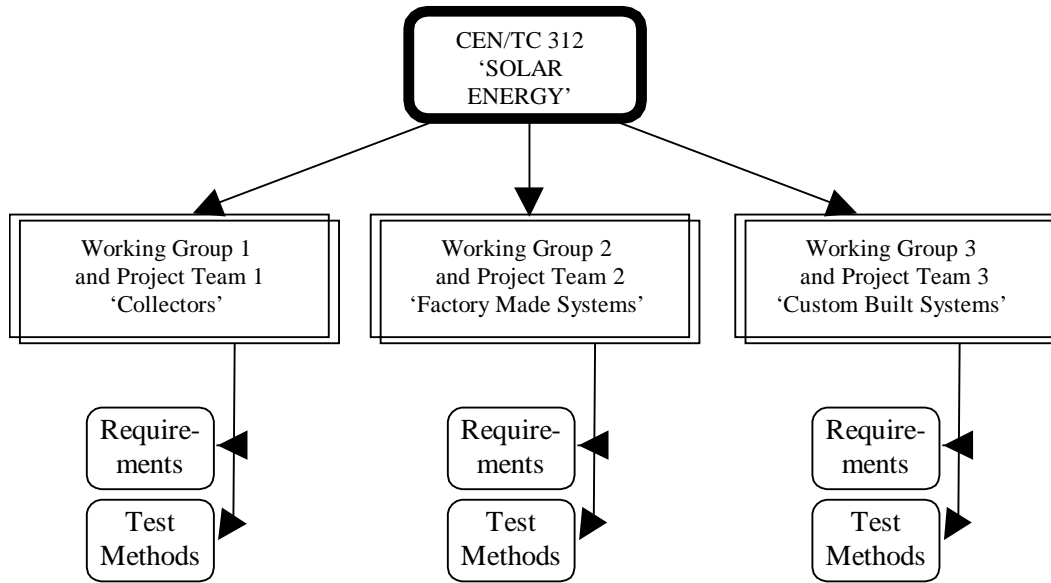 CEN/TC 312
‘SOLAR
ENERGY’
Working Group 1
and Project Team 1
‘Collectors’
Working Group 2
and Project Team 2
‘Factory Made Systems’
Working Group 3
and Project Team 3
‘Custom Built Systems’
Require-
ments
Test
Methods
Require-
ments
Test
Methods
Require-
ments
Test
Methods